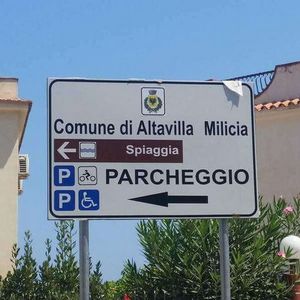 Comune di Altavilla Milicia
Spiaggia
P PARCHEGGIO
P